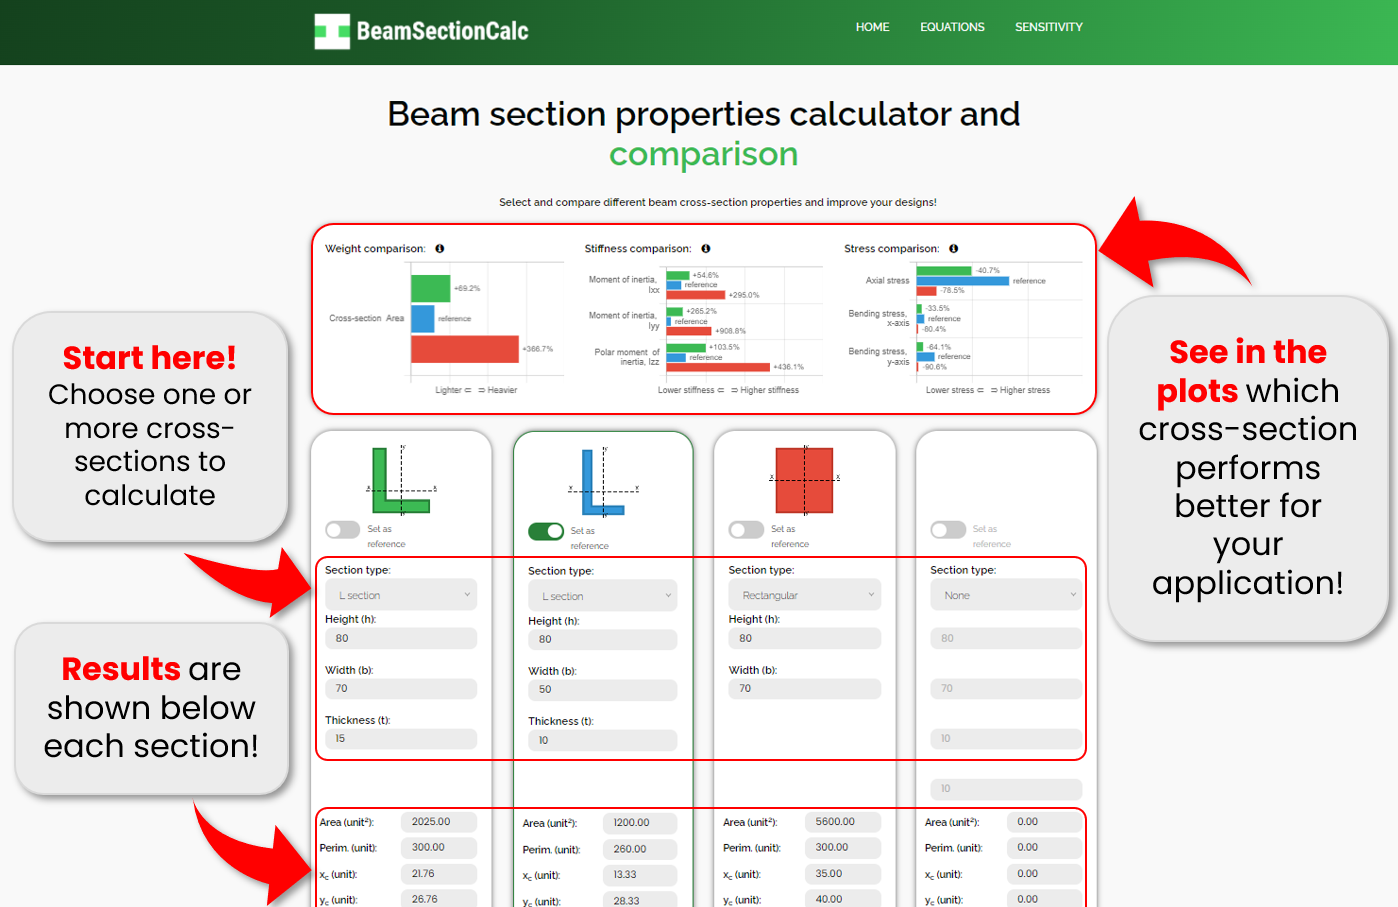 BeamSectionCalc
HOME EQUATIONS SENSITIVITY
Beam section properties calculator and
comparison
Select and compare different beam cross-section properties and improve your designs!
Weight comparison:
Cross-section Area
+69.2%
reference
+366.7%
Lighter ⇐ ⇒ Heavier
Stiffness comparison:
Moment of inertia,
Ixx
+54.6%
reference
+295.0%
Moment of inertia,
Iyy
+265.2%
reference
+908.8%
Polar moment of
inertia, Izz
+103.5%
reference
+436.1%
Lower stiffness ⇐ ⇒ Higher stiffness
Stress comparison:
Axial stress
-40.7%
reference
-78.5%
Bending stress,
x-axis
-33.5%
reference
-80.4%
Bending stress,
y-axis
-64.1%
reference
-90.6%
Lower stress ⇐ ⇒ Higher stress
Start here!
Choose one or
more cross-
sections to
calculate
Results are
shown below
each section!
See in the
plots which
cross-section
performs
better for
your
application!
Set as
reference
Section type:
L section
Height (h):
80
Width (b):
70
Thickness (t):
15
Area (unit²): 2025.00
Perim. (unit): 300.00
x꜀ (unit): 21.76
y꜀ (unit): 26.76
Set as
reference
Section type:
L section
Height (h):
80
Width (b):
50
Thickness (t):
10
Area (unit²): 1200.00
Perim. (unit): 260.00
x꜀ (unit): 13.33
y꜀ (unit): 28.33
Set as
reference
Section type:
Rectangular
Height (h):
80
Width (b):
70
Area (unit²): 5600.00
Perim. (unit): 300.00
x꜀ (unit): 35.00
y꜀ (unit): 40.00
Set as
reference
Section type:
None
80
70
10
10
Area (unit²): 0.00
Perim. (unit): 0.00
x꜀ (unit): 0.00
y꜀ (unit): 0.00